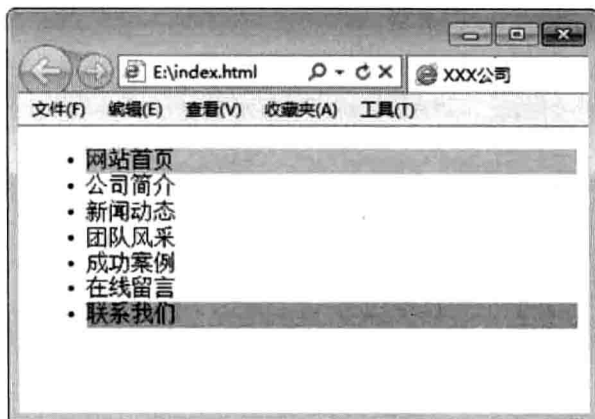 E:\index.html
XXX公司
文件(F) 编辑(E) 查看(V) 收藏夹(A) 工具(T)
• 网站首页
• 公司简介
• 新闻动态
• 团队风采
• 成功案例
• 在线留言
• 联系我们